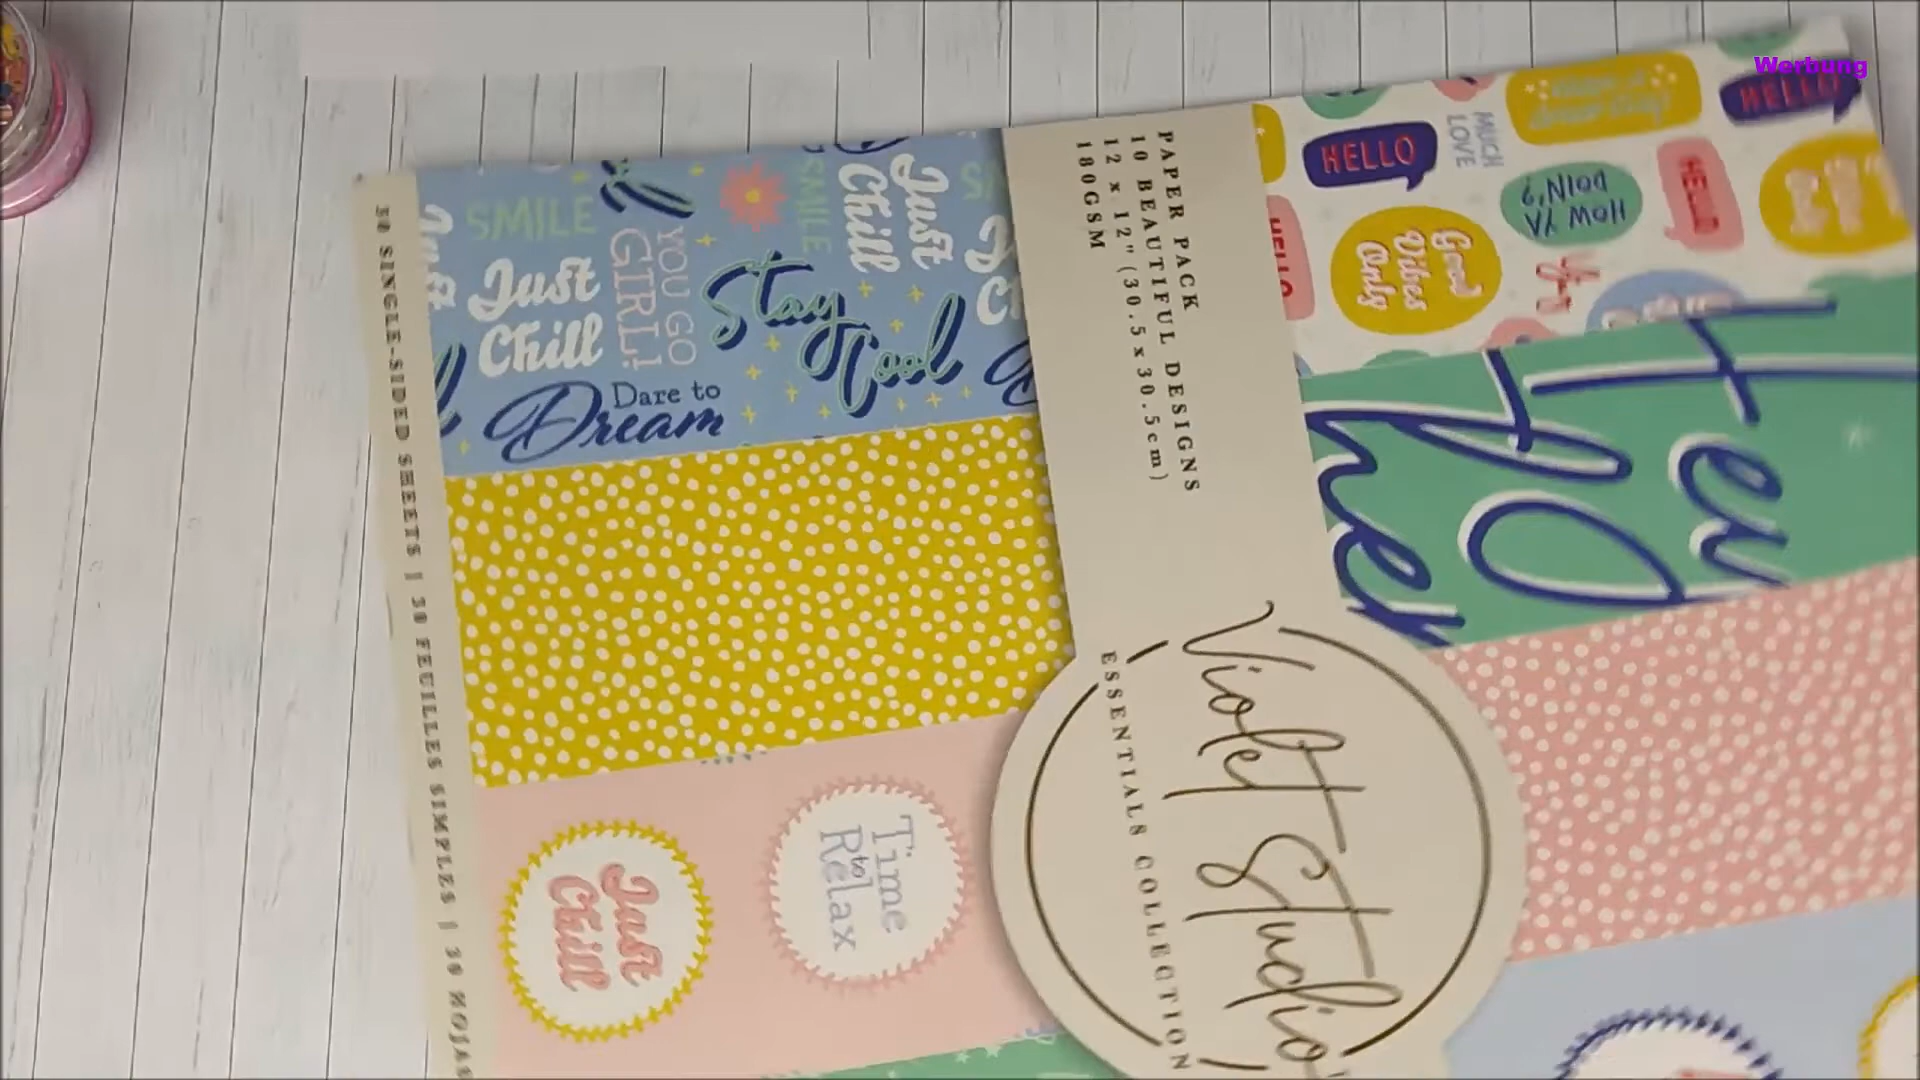 Werbung
PAPER PACK
10 BEAUTIFUL DESIGNS
12 x 12" (30.5x30.5cm)
180GSM
Violet Studio
ESSENTIALS COLLECTION
30 SINGLE-SIDED SHEETS | 30 FEUILLES SIMPLES | 30 HOJAS
SMILE
Just
Chill
YOU GO
GIRL!
Stay
Cool
Dare to
Dream
SMILE
Just
Chill
HELLO
MUCH
LOVE
HELLO
HOW YA
DOIN'?
HELLO
HELLO
Good
Vibes
Only
Just
Chill
Time
to
Relax